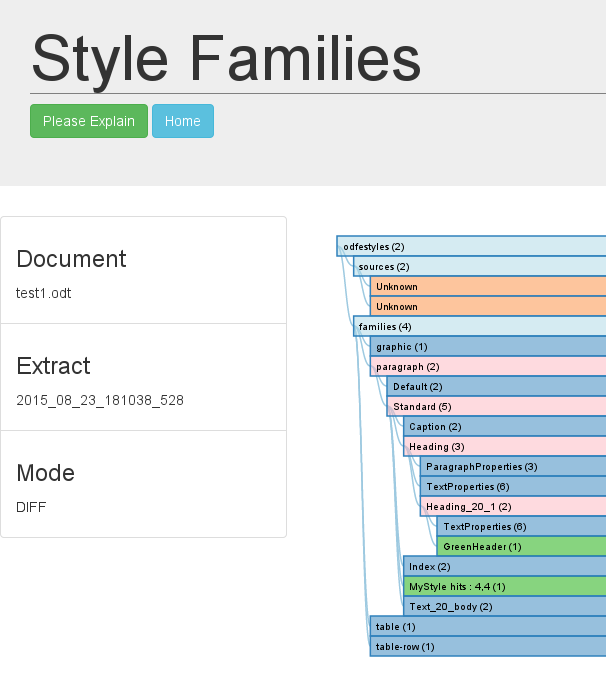 Style Families
Please Explain
Home
Document
test1.odt
Extract
2015_08_23_181038_528
Mode
DIFF
odfestyles (2)
sources (2)
Unknown
Unknown
families (4)
graphic (1)
paragraph (2)
Default (2)
Standard (5)
Caption (2)
Heading (3)
ParagraphProperties (3)
TextProperties (6)
Heading_20_1 (2)
TextProperties (6)
GreenHeader (1)
Index (2)
MyStyle hits : 4,4 (1)
Text_20_body (2)
table (1)
table-row (1)